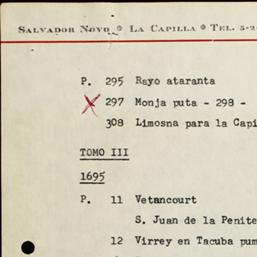 SALVADOR NOVO * LA CAPILLA * TEL. 5-2
P. 295 Rayo ataranta
297 Monja puta - 298 -
308 Limosna para la Capi
TOMO III
1695
P. 11 Vetancourt
S. Juan de la Penite
12 Virrey en Tacuba pum